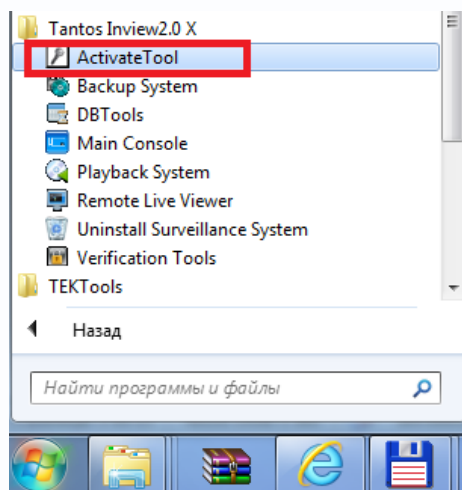 Tantos Inview2.0 X
ActivateTool
Backup System
DBTools
Main Console
Playback System
Remote Live Viewer
Uninstall Surveillance System
Verification Tools
TEKTools
Назад
Найти программы и файлы